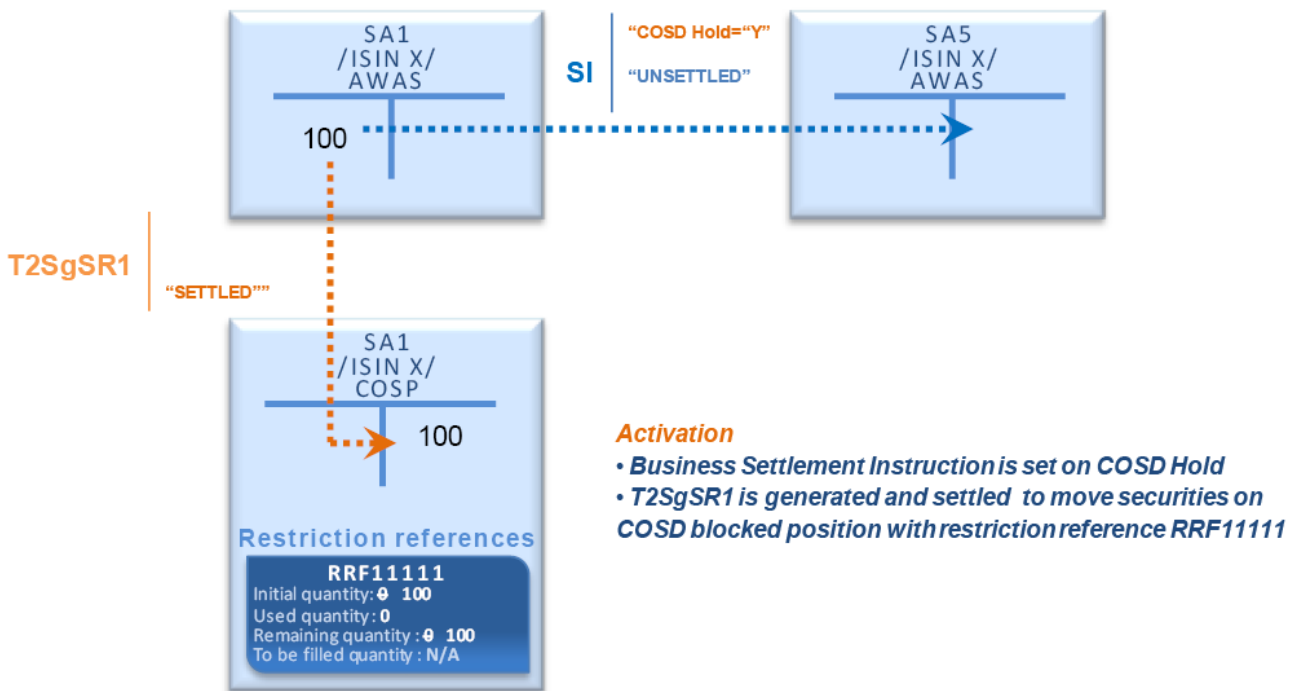 SA1
/ISIN X/
AWAS
100
SI
“COSD Hold=“Y”
“UNSETTLED”
SA5
/ISIN X/
AWAS
T2SgSR1
“SETTLED””
SA1
/ISIN X/
COSP
100
Restriction references
RRF11111
Initial quantity: 0 100
Used quantity : 0
Remaining quantity : 0 100
To be filled quantity : N/A
Activation
• Business Settlement Instruction is set on COSD Hold
• T2SgSR1 is generated and settled to move securities on
COSD blocked position with restriction reference RRF11111